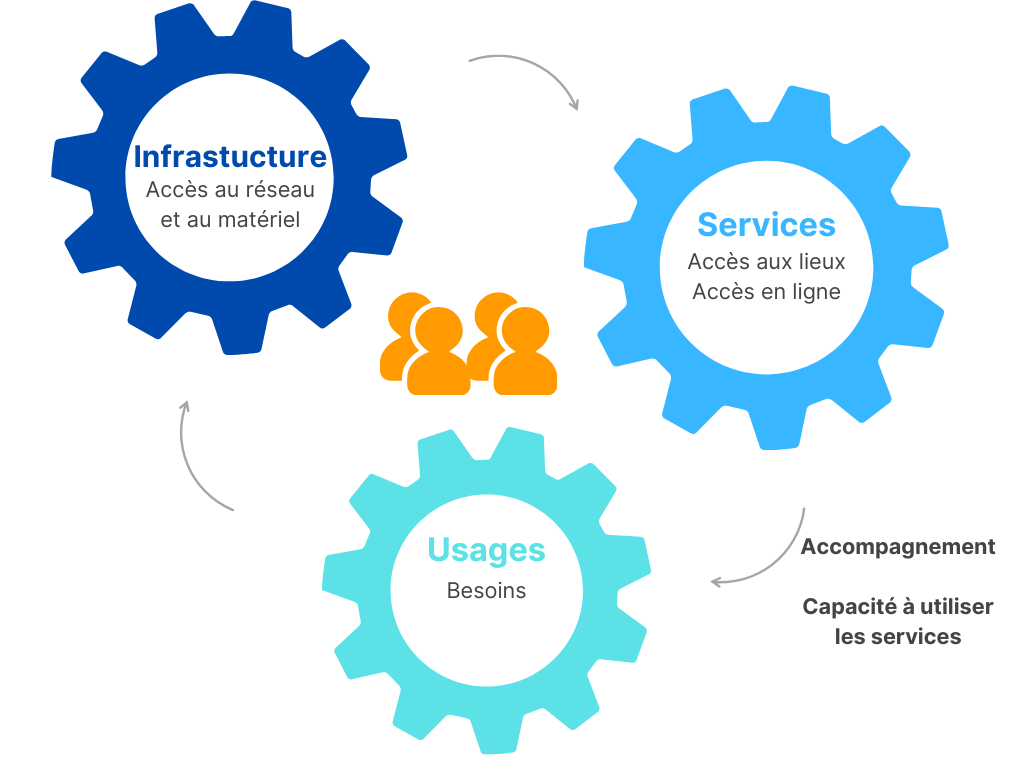 Infrastucture
Accès au réseau
et au matériel
Services
Accès aux lieux
Accès en ligne
Usages
Besoins
Accompagnement
Capacité à utiliser
les services